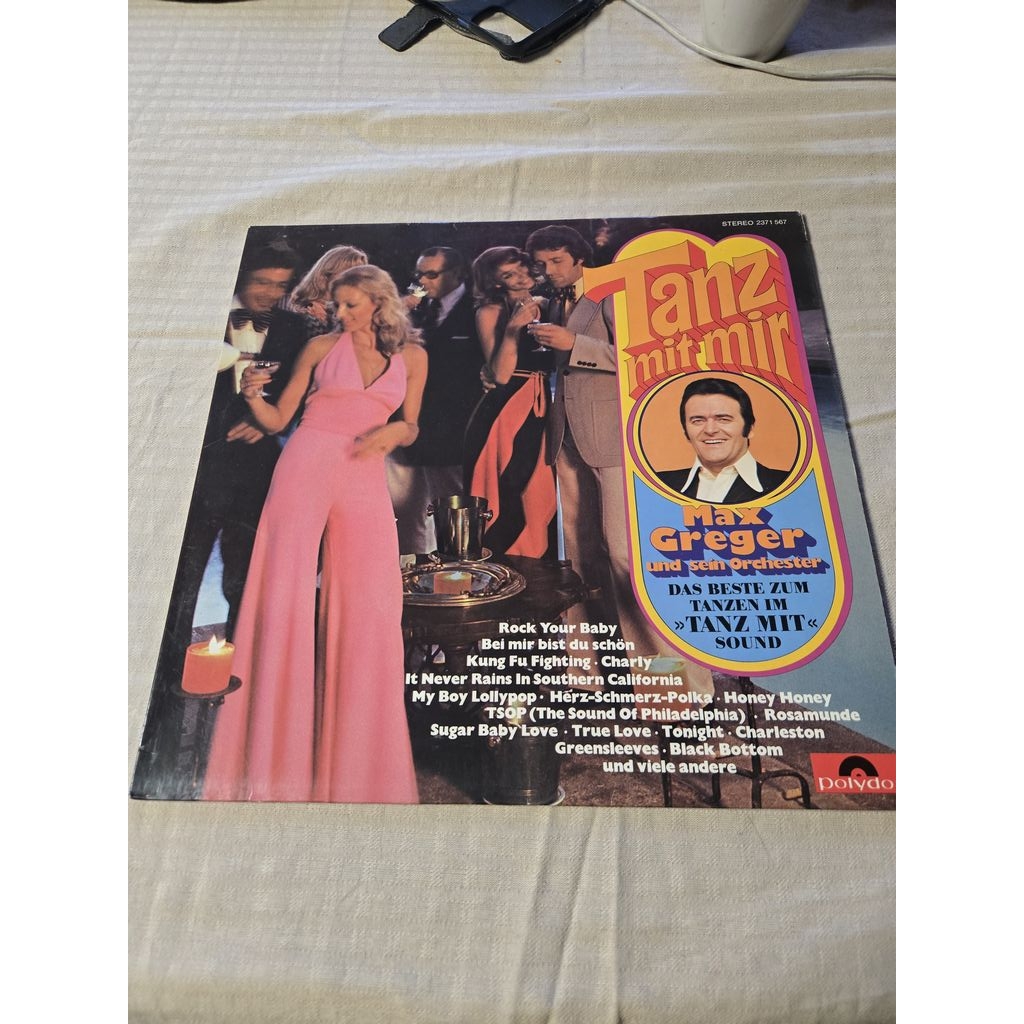 STEREO 2371 567
Tanz
mit mir
Max
Greger
und sein Orchester
DAS BESTE ZUM
TANZEN IM
»TANZ MIT«
SOUND
Rock Your Baby
Bei mir bist du schön
Kung Fu Fighting · Charly
It Never Rains In Southern California
My Boy Lollypop · Herz-Schmerz-Polka · Honey Honey
TSOP (The Sound Of Philadelphia) · Rosamunde
Sugar Baby Love · True Love · Tonight · Charleston
Greensleeves · Black Bottom
und viele andere
polydo